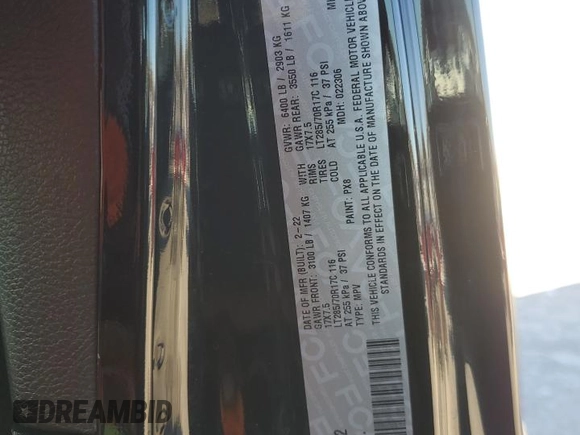 DATE OF MFR (BUILT): 2-22 GVWR: 6400 LB / 2903 KG
GAWR FRONT: 3100 LB / 1407 KG WITH GAWR REAR: 3550 LB / 1611 KG
17X7.5 RIMS 17X7.5
LT285/70R17C 116 TIRES LT285/70R17C 116
AT 255 kPa / 37 PSI COLD AT 255 kPa / 37 PSI
TYPE: MPV PAINT: PX8 MDH: 022306
THIS VEHICLE CONFORMS TO ALL APPLICABLE U.S.A. FEDERAL MOTOR VEHICLE
STANDARDS IN EFFECT ON THE DATE OF MANUFACTURE SHOWN ABOVE
DREAMBID